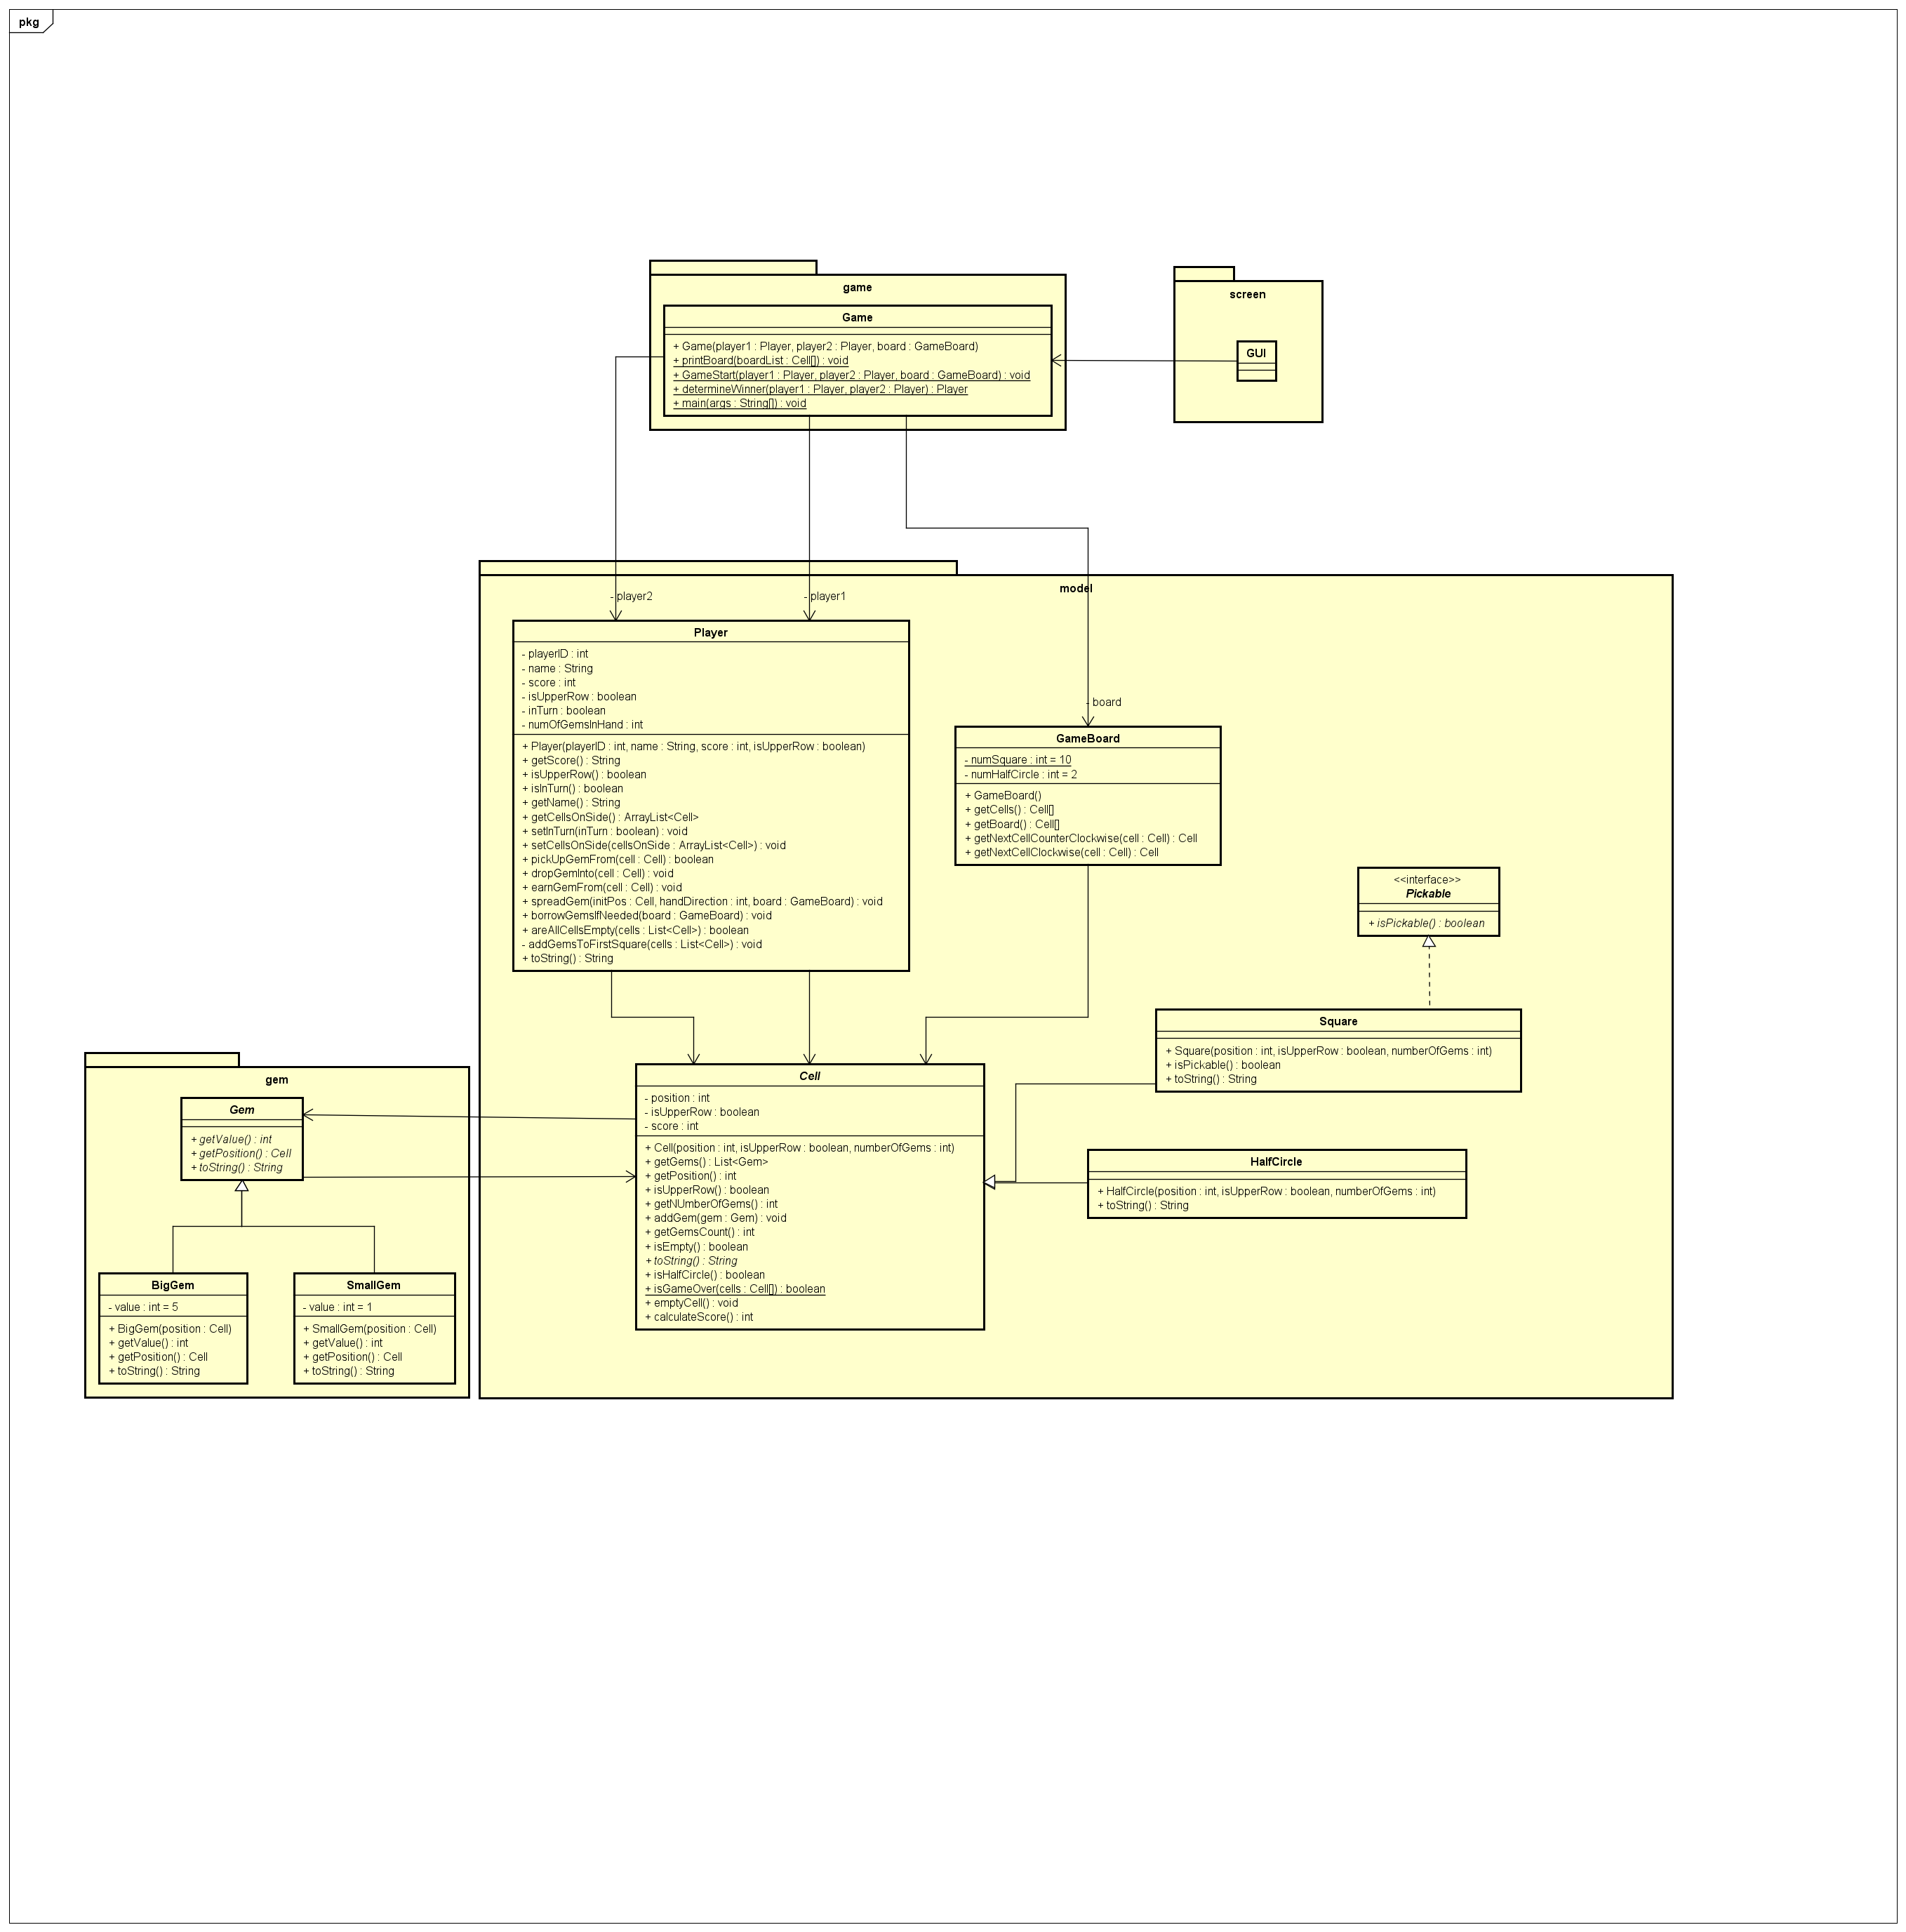 pkg
game
Game
+ Game(player1 : Player, player2 : Player, board : GameBoard)
+ printBoard(boardList : Cell[]) : void
+ GameStart(player1 : Player, player2 : Player, board : GameBoard) : void
+ determineWinner(player1 : Player, player2 : Player) : Player
+ main(args : String[]) : void
screen
GUI
model
- player2
- player1
Player
- playerID : int
- name : String
- score : int
- isUpperRow : boolean
- inTurn : boolean
- numOfGemsInHand : int
+ Player(playerID : int, name : String, score : int, isUpperRow : boolean)
+ getScore() : String
+ isUpperRow() : boolean
+ isInTurn() : boolean
+ getName() : String
+ getCellsOnSide() : ArrayList<Cell>
+ setInTurn(inTurn : boolean) : void
+ setCellsOnSide(cellsOnSide : ArrayList<Cell>) : void
+ pickUpGemFrom(cell : Cell) : boolean
+ dropGemInto(cell : Cell) : void
+ earnGemFrom(cell : Cell) : void
+ spreadGem(initPos : Cell, handDirection : int, board : GameBoard) : void
+ borrowGemsIfNeeded(board : GameBoard) : void
+ areAllCellsEmpty(cells : List<Cell>) : boolean
- addGemsToFirstSquare(cells : List<Cell>) : void
+ toString() : String
- board
GameBoard
- numSquare : int = 10
- numHalfCircle : int = 2
+ GameBoard()
+ getCells() : Cell[]
+ getBoard() : Cell[]
+ getNextCellCounterClockwise(cell : Cell) : Cell
+ getNextCellClockwise(cell : Cell) : Cell
<<interface>>
Pickable
+ isPickable() : boolean
Square
+ Square(position : int, isUpperRow : boolean, numberOfGems : int)
+ isPickable() : boolean
+ toString() : String
HalfCircle
+ HalfCircle(position : int, isUpperRow : boolean, numberOfGems : int)
+ toString() : String
Cell
- position : int
- isUpperRow : boolean
- score : int
+ Cell(position : int, isUpperRow : boolean, numberOfGems : int)
+ getGems() : List<Gem>
+ getPosition() : int
+ isUpperRow() : boolean
+ getNUmberOfGems() : int
+ addGem(gem : Gem) : void
+ getGemsCount() : int
+ isEmpty() : boolean
+ toString() : String
+ isHalfCircle() : boolean
+ isGameOver(cells : Cell[]) : boolean
+ emptyCell() : void
+ calculateScore() : int
gem
Gem
+ getValue() : int
+ getPosition() : Cell
+ toString() : String
BigGem
- value : int = 5
+ BigGem(position : Cell)
+ getValue() : int
+ getPosition() : Cell
+ toString() : String
SmallGem
- value : int = 1
+ SmallGem(position : Cell)
+ getValue() : int
+ getPosition() : Cell
+ toString() : String